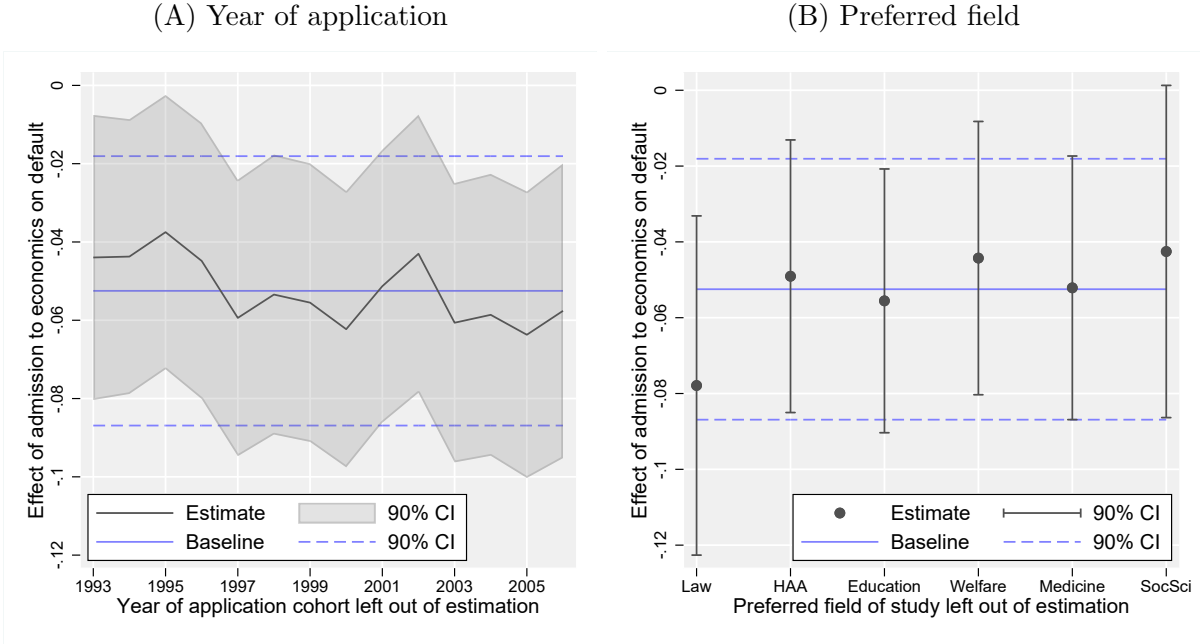 (A) Year of application
Effect of admission to economics on default
0
-.02
-.04
-.06
-.08
-.1
-.12
Estimate
90% CI
Baseline
90% CI
1993 1995 1997 1999 2001 2003 2005
Year of application cohort left out of estimation
(B) Preferred field
Effect of admission to economics on default
0
-.02
-.04
-.06
-.08
-.1
-.12
Estimate
90% CI
Baseline
90% CI
Law HAA Education Welfare Medicine SocSci
Preferred field of study left out of estimation